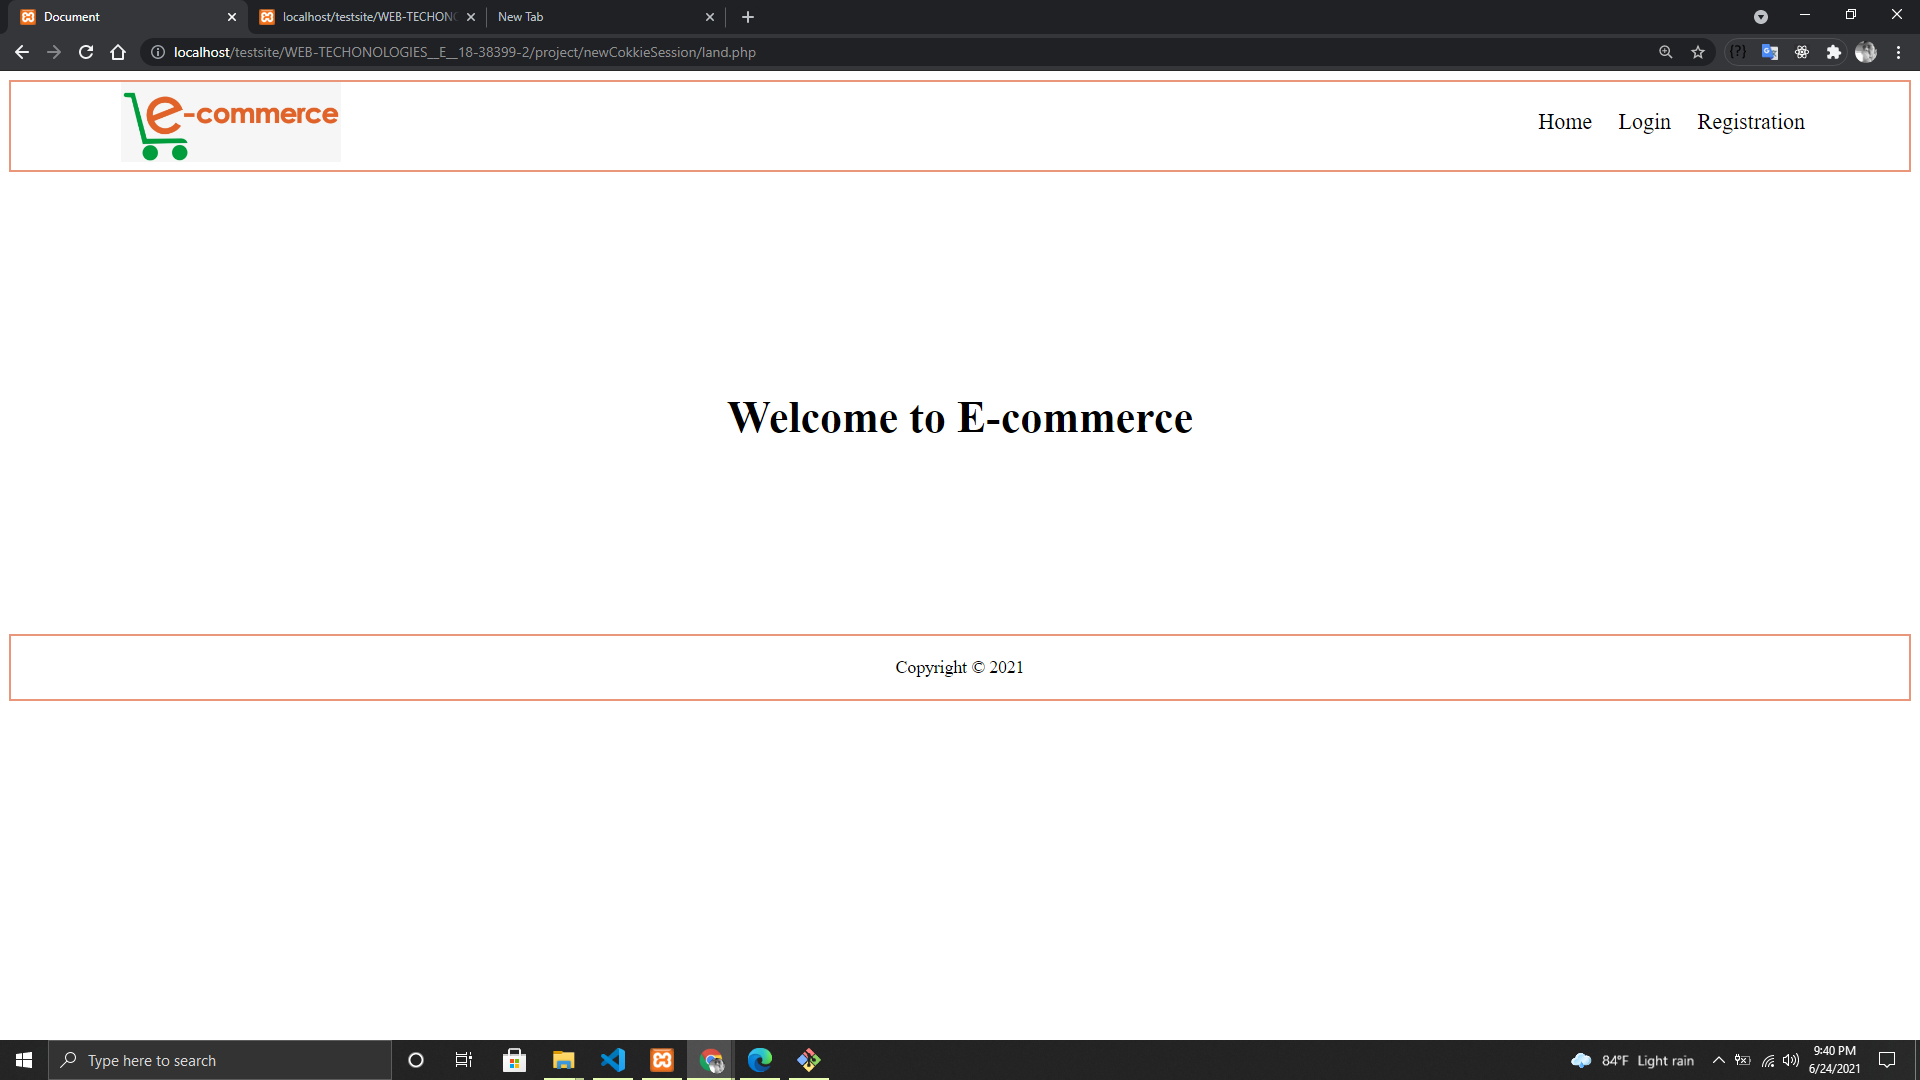 Document
localhost/testsite/WEB-TECHONO
New Tab
localhost/testsite/WEB-TECHONOLOGIES__E__18-38399-2/project/newCokkieSession/land.php
{?}
e-commerce
Home Login Registration
Welcome to E-commerce
Copyright © 2021
Type here to search
84°F Light rain
9:40 PM
6/24/2021